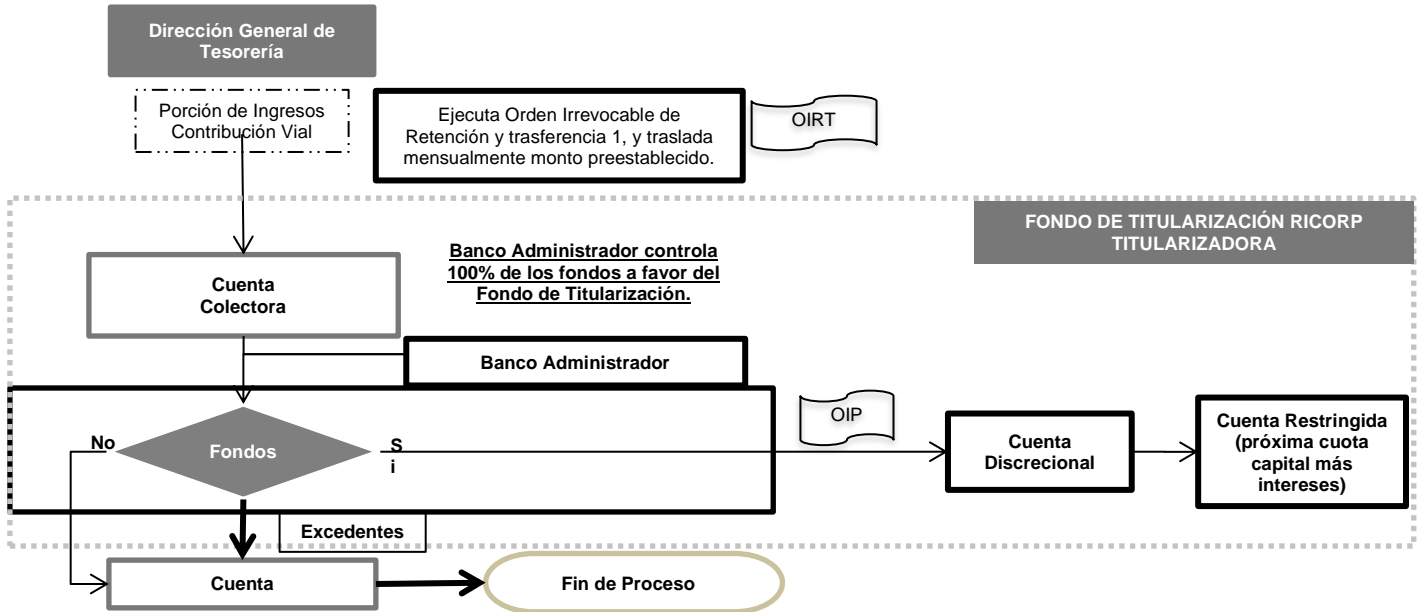 Dirección General de
Tesorería
Porción de Ingresos
Contribución Vial
Ejecuta Orden Irrevocable de
Retención y trasferencia 1, y traslada
mensualmente monto preestablecido.
OIRT
FONDO DE TITULARIZACIÓN RICORP
TITULARIZADORA
Banco Administrador controla
100% de los fondos a favor del
Fondo de Titularización.
Cuenta
Colectora
Banco Administrador
OIP
No
Fondos
S
i
Cuenta
Discrecional
Cuenta Restringida
(próxima cuota
capital más
intereses)
Excedentes
Cuenta
Fin de Proceso